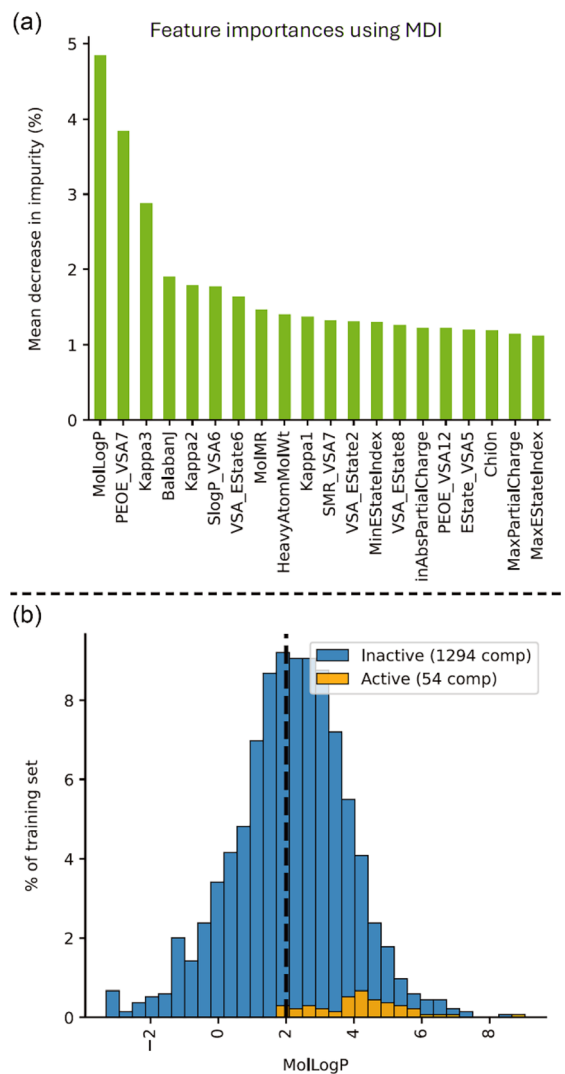 (a)
Feature importances using MDI
Mean decrease in impurity (%)
5
4
3
2
1
0
MolLogP
PEOE_VSA7
Kappa3
BalabanJ
Kappa2
SlogP_VSA6
VSA_EState6
MolMR
HeavyAtomMolWt
Kappa1
SMR_VSA7
VSA_EState2
MinEStateIndex
VSA_EState8
inAbsPartialCharge
PEOE_VSA12
EState_VSA5
Chi0n
MaxPartialCharge
MaxEStateIndex
(b)
Inactive (1294 comp)
Active (54 comp)
% of training set
8
6
4
2
0
−2
0
2
4
6
8
MolLogP